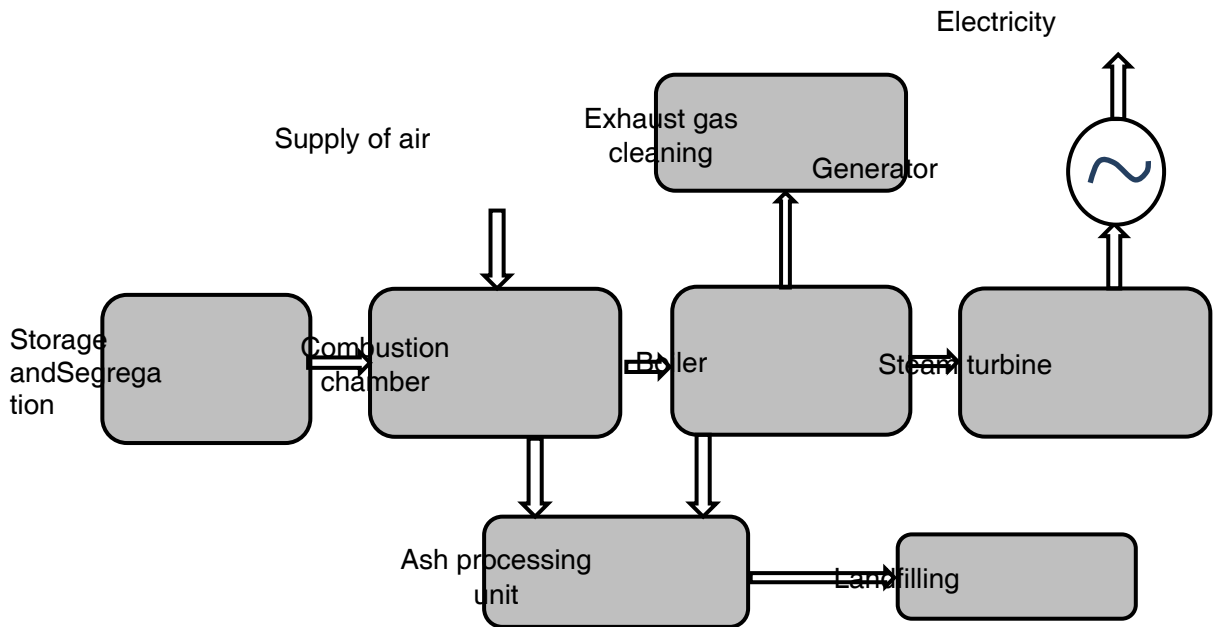 Electricity
Supply of air
Exhaust gas
cleaning
Generator
Storage
andSegrega
tion
Combustion
chamber
Boiler
Steam turbine
Ash processing
unit
Landfilling